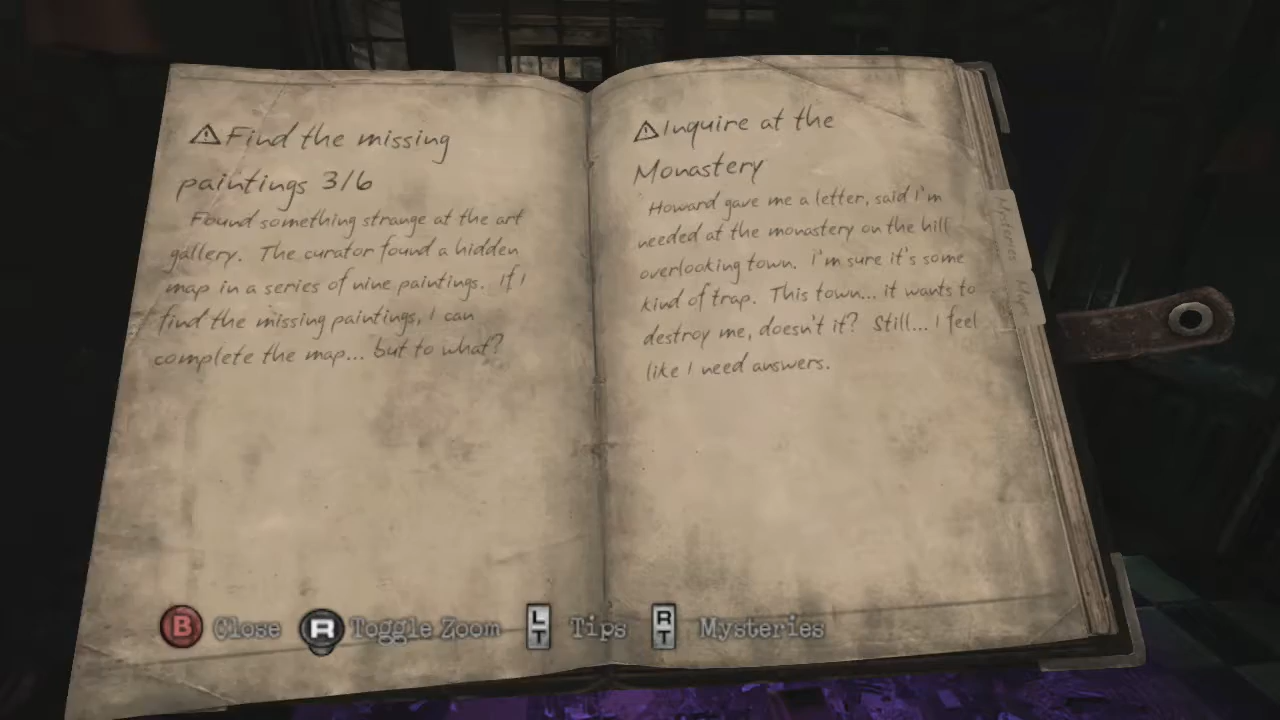 Find the missing
paintings 3/6
Found something strange at the art
gallery. The curator found a hidden
map in a series of nine paintings. If I
find the missing paintings, I can
complete the map... but to what?
Inquire at the
Monastery
Howard gave me a letter, said I'm
needed at the monastery on the hill
overlooking town. I'm sure it's some
kind of trap. This town... it wants to
destroy me, doesn't it? Still... I feel
like I need answers.
Mysteries
Maps
B Close
R Toggle Zoom
LT Tips
RT Mysteries